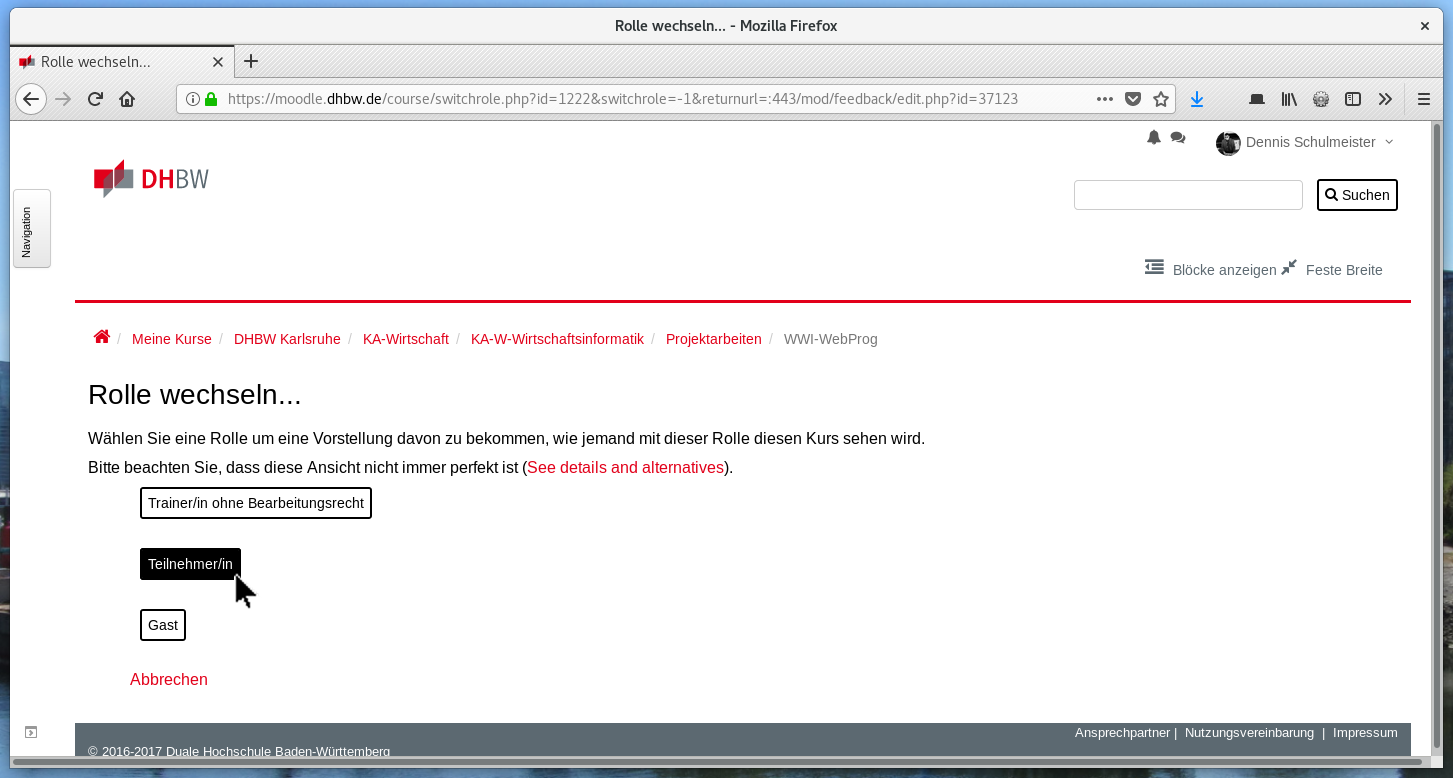 Rolle wechseln... - Mozilla Firefox
Rolle wechseln...
https://moodle.dhbw.de/course/switchrole.php?id=1222&switchrole=-1&returnurl=:443/mod/feedback/edit.php?id=37123
Dennis Schulmeister
DHBW
Navigation
Suchen
Blöcke anzeigen Feste Breite
/ Meine Kurse / DHBW Karlsruhe / KA-Wirtschaft / KA-W-Wirtschaftsinformatik / Projektarbeiten / WWI-WebProg
Rolle wechseln...
Wählen Sie eine Rolle um eine Vorstellung davon zu bekommen, wie jemand mit dieser Rolle diesen Kurs sehen wird.
Bitte beachten Sie, dass diese Ansicht nicht immer perfekt ist (See details and alternatives).
Trainer/in ohne Bearbeitungsrecht
Teilnehmer/in
Gast
Abbrechen
Ansprechpartner | Nutzungsvereinbarung | Impressum
© 2016-2017 Duale Hochschule Baden-Württemberg